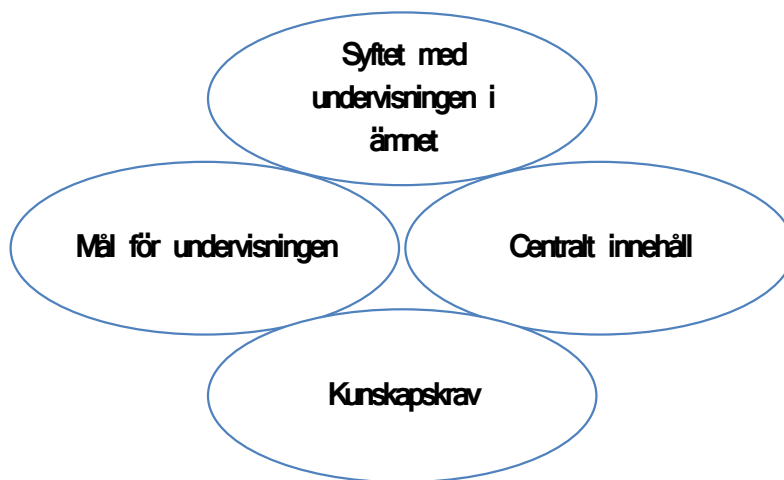 Syftet med
undervisningen i
ämnet
Mål för undervisningen
Centralt innehåll
Kunskapskrav